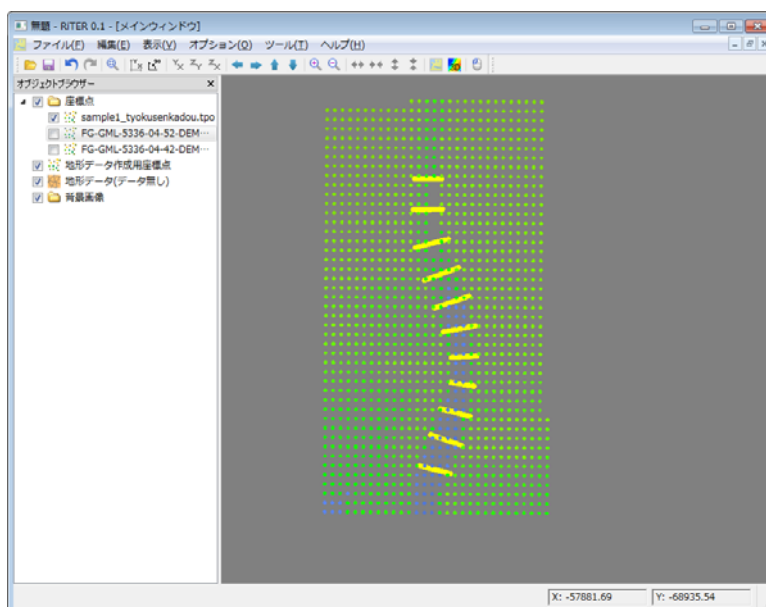 無題 - RiTER 0.1 - [メインウィンドウ]
ファイル(F) 編集(E) 表示(V) オプション(O) ツール(T) ヘルプ(H)
オブジェクトブラウザー
座標点
sample1_tyokusenkadou.tpo
FG-GML-5336-04-52-DEM…
FG-GML-5336-04-42-DEM…
地形データ作成用座標点
地形データ(データ無し)
背景画像
X: -57881.69 Y: -68935.54